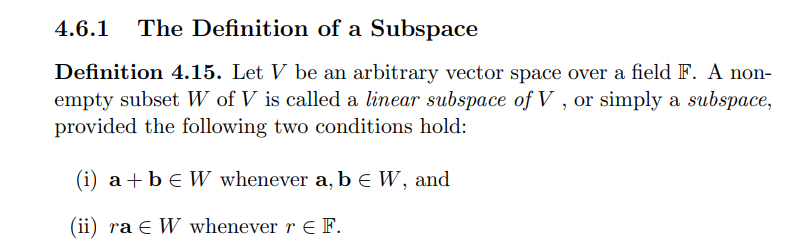 4.6.1 The Definition of a Subspace
Definition 4.15. Let V be an arbitrary vector space over a field 𝔽. A non-
empty subset W of V is called a linear subspace of V , or simply a subspace,
provided the following two conditions hold:
(i) a + b ∈ W whenever a, b ∈ W, and
(ii) ra ∈ W whenever r ∈ 𝔽.